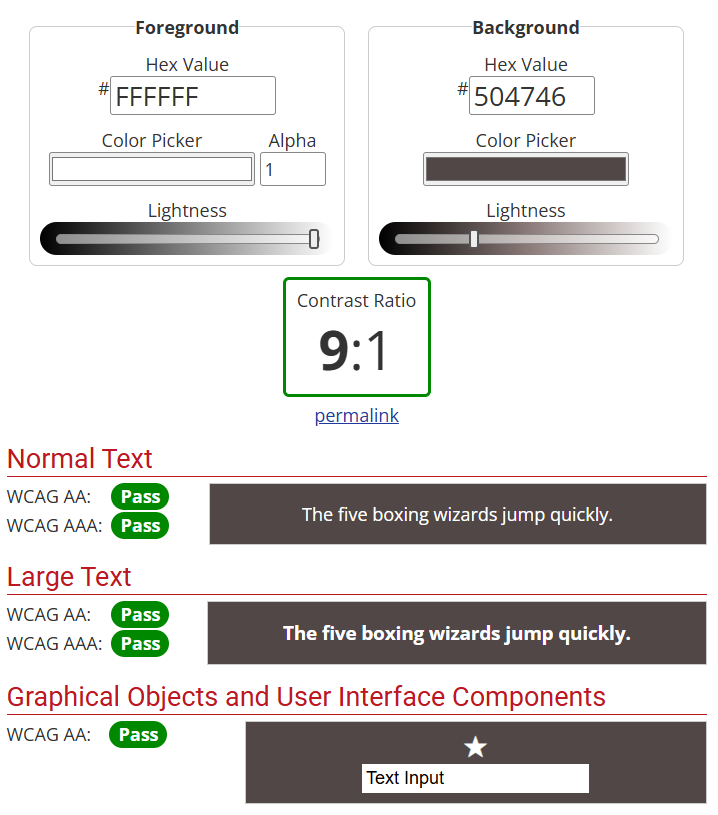 Foreground
Hex Value
#FFFFFF
Color Picker Alpha
1
Lightness
Background
Hex Value
#504746
Color Picker
Lightness
Contrast Ratio
9:1
permalink
Normal Text
WCAG AA: Pass
WCAG AAA: Pass
The five boxing wizards jump quickly.
Large Text
WCAG AA: Pass
WCAG AAA: Pass
The five boxing wizards jump quickly.
Graphical Objects and User Interface Components
WCAG AA: Pass
Text Input